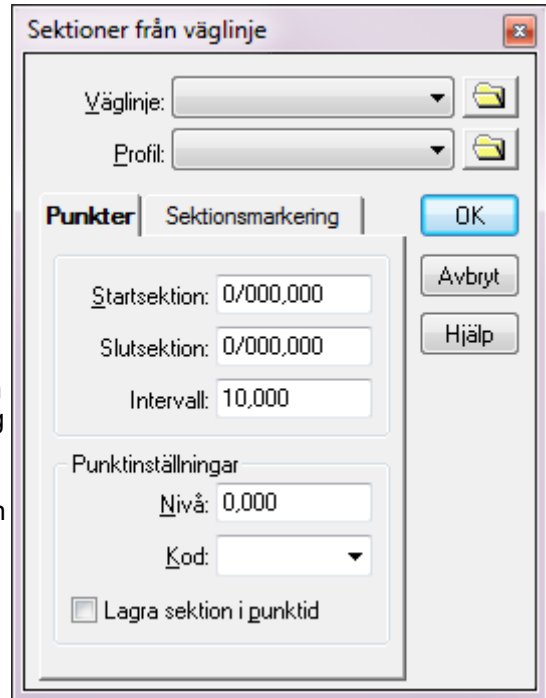 Sektioner från väglinje
Väglinje:
Profil:
Punkter Sektionsmarkering
OK
Avbryt
Hjälp
Startsektion: 0/000,000
Slutsektion: 0/000,000
Intervall: 10,000
Punktinställningar
Nivå: 0,000
Kod:
Lagra sektion i punktid